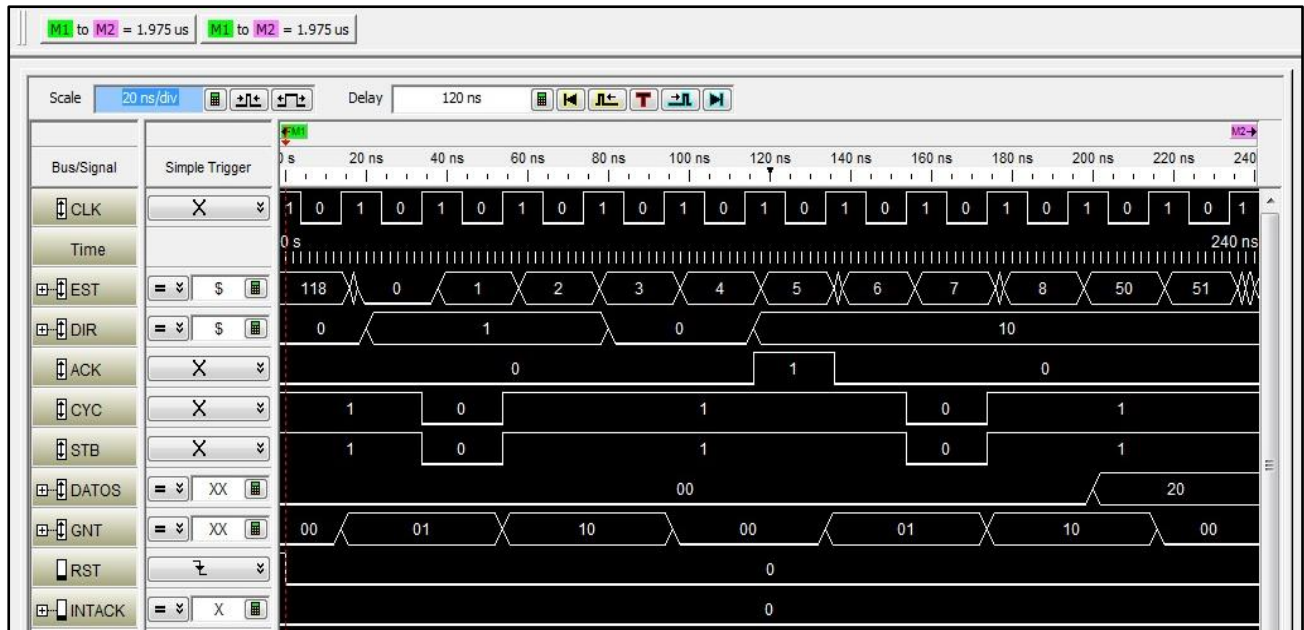 M1 to M2 = 1.975 us M1 to M2 = 1.975 us
Scale 20 ns/div Delay 120 ns T
M1 M2
Bus/Signal Simple Trigger 0 s 20 ns 40 ns 60 ns 80 ns 100 ns 120 ns 140 ns 160 ns 180 ns 200 ns 220 ns 240
CLK X 1 0 1 0 1 0 1 0 1 0 1 0 1 0 1 0 1 0 1 0 1 0 1 0 1
Time 0 s 240 ns
EST = $ 118 0 1 2 3 4 5 6 7 8 50 51
DIR = $ 0 1 0 10
ACK X 0 1 0
CYC X 1 0 1 0 1
STB X 1 0 1 0 1
DATOS = XX 00 20
GNT = XX 00 01 10 00 01 10 00
RST 0
INTACK = X 0